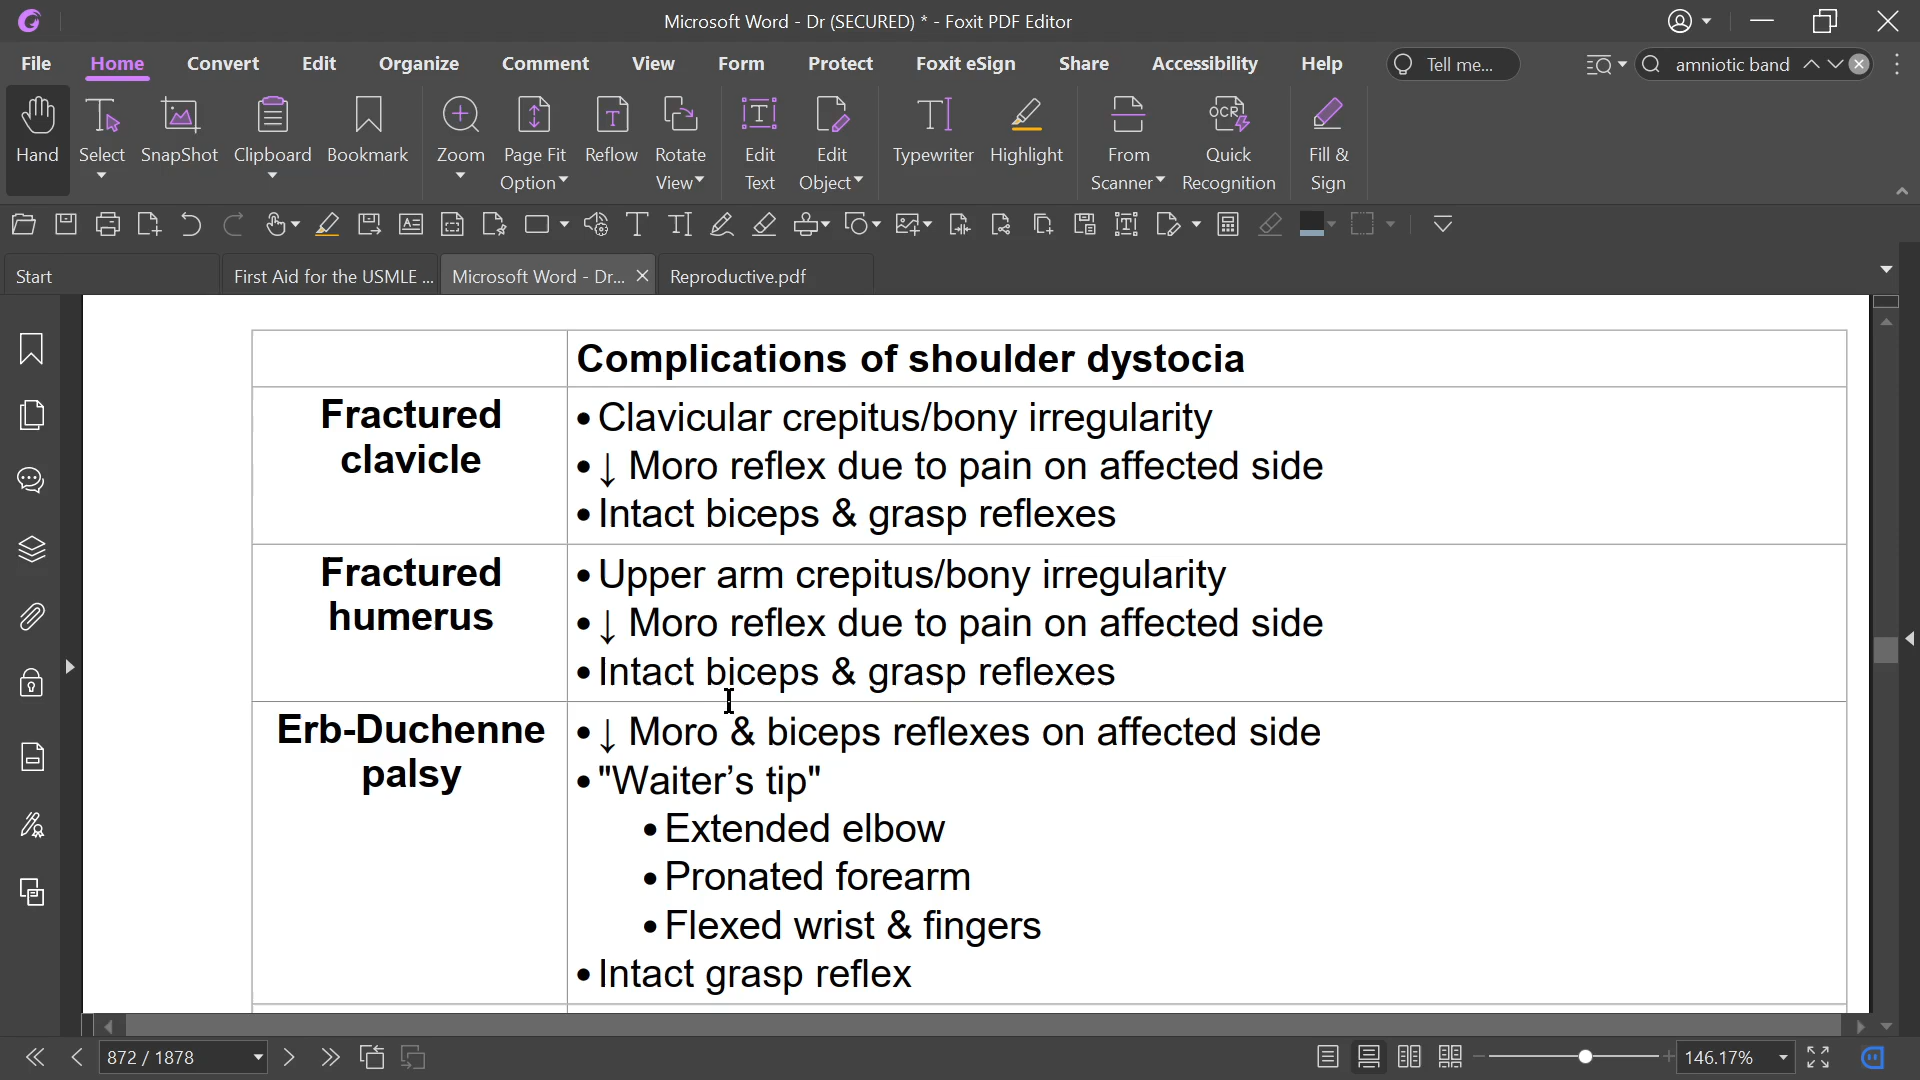 Microsoft Word - Dr (SECURED) * - Foxit PDF Editor
File Home Convert Edit Organize Comment View Form Protect Foxit eSign Share Accessibility Help Tell me... amniotic band
Hand Select SnapShot Clipboard Bookmark Zoom Page Fit Option Reflow Rotate View Edit Text Edit Object Typewriter Highlight From Scanner OCR Quick Recognition Fill & Sign
Start First Aid for the USMLE ... Microsoft Word - Dr... Reproductive.pdf
Complications of shoulder dystocia
Fractured
clavicle
• Clavicular crepitus/bony irregularity
• ↓ Moro reflex due to pain on affected side
• Intact biceps & grasp reflexes
Fractured
humerus
• Upper arm crepitus/bony irregularity
• ↓ Moro reflex due to pain on affected side
• Intact biceps & grasp reflexes
Erb-Duchenne
palsy
• ↓ Moro & biceps reflexes on affected side
• "Waiter’s tip"
• Extended elbow
• Pronated forearm
• Flexed wrist & fingers
• Intact grasp reflex
872 / 1878 146.17%